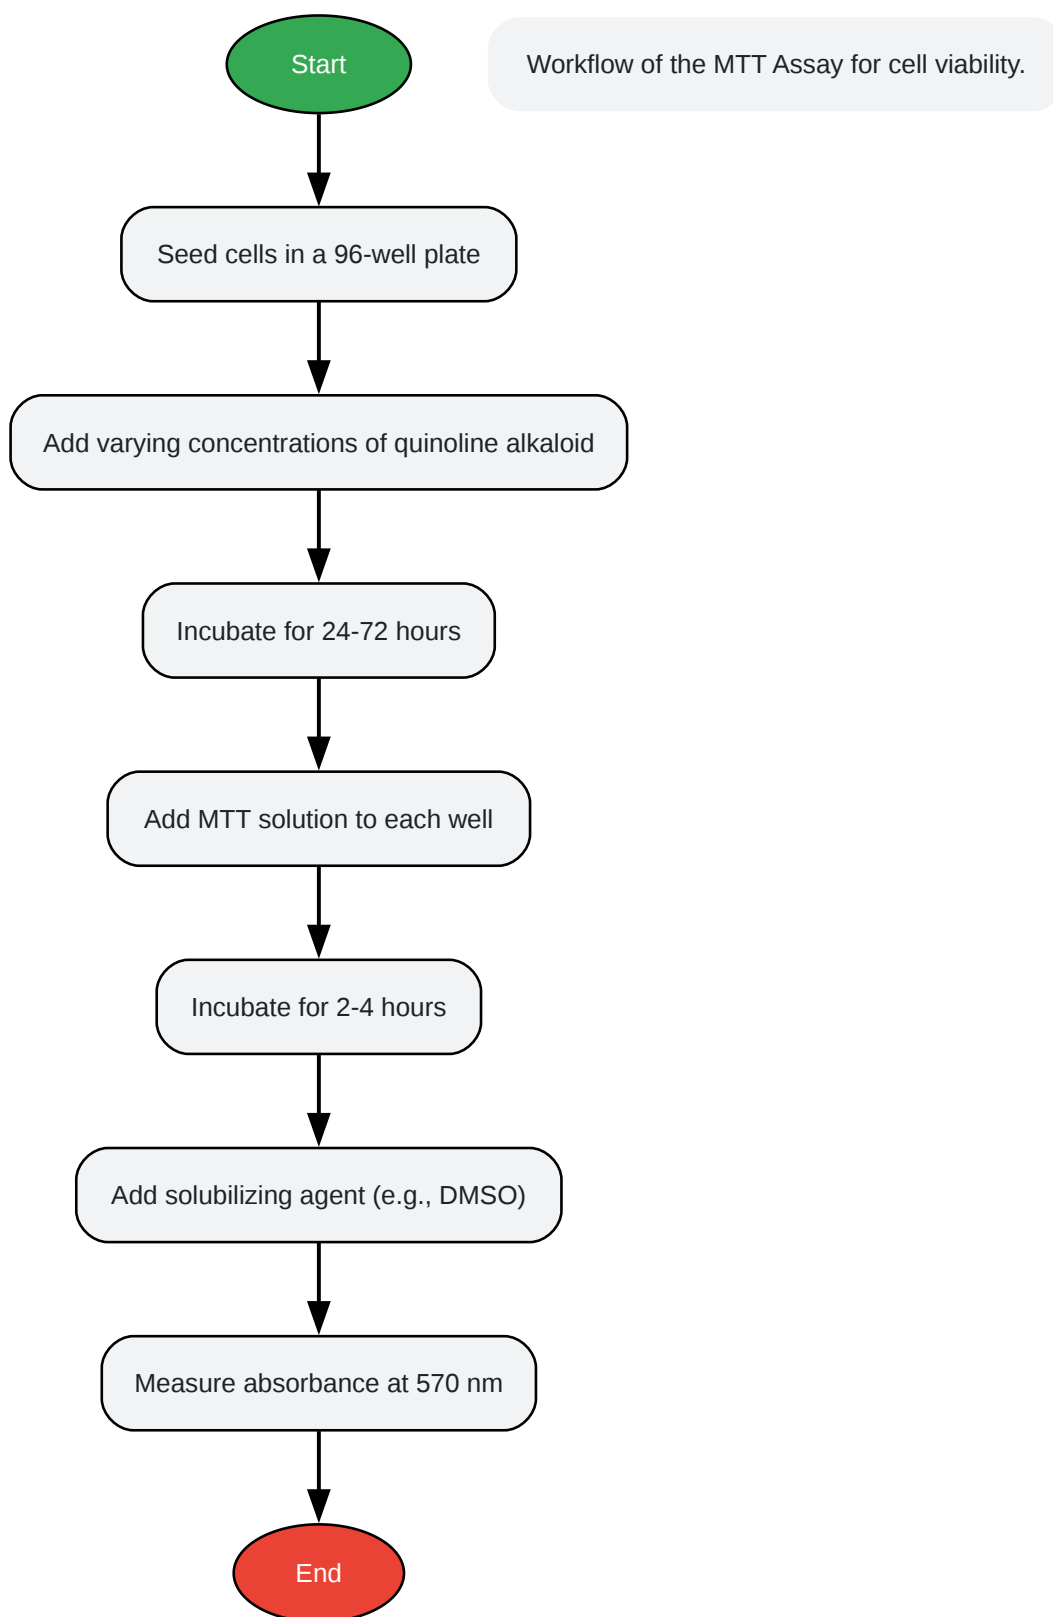 Start
Workflow of the MTT Assay for cell viability.
Seed cells in a 96-well plate
Add varying concentrations of quinoline alkaloid
Incubate for 24-72 hours
Add MTT solution to each well
Incubate for 2-4 hours
Add solubilizing agent (e.g., DMSO)
Measure absorbance at 570 nm
End